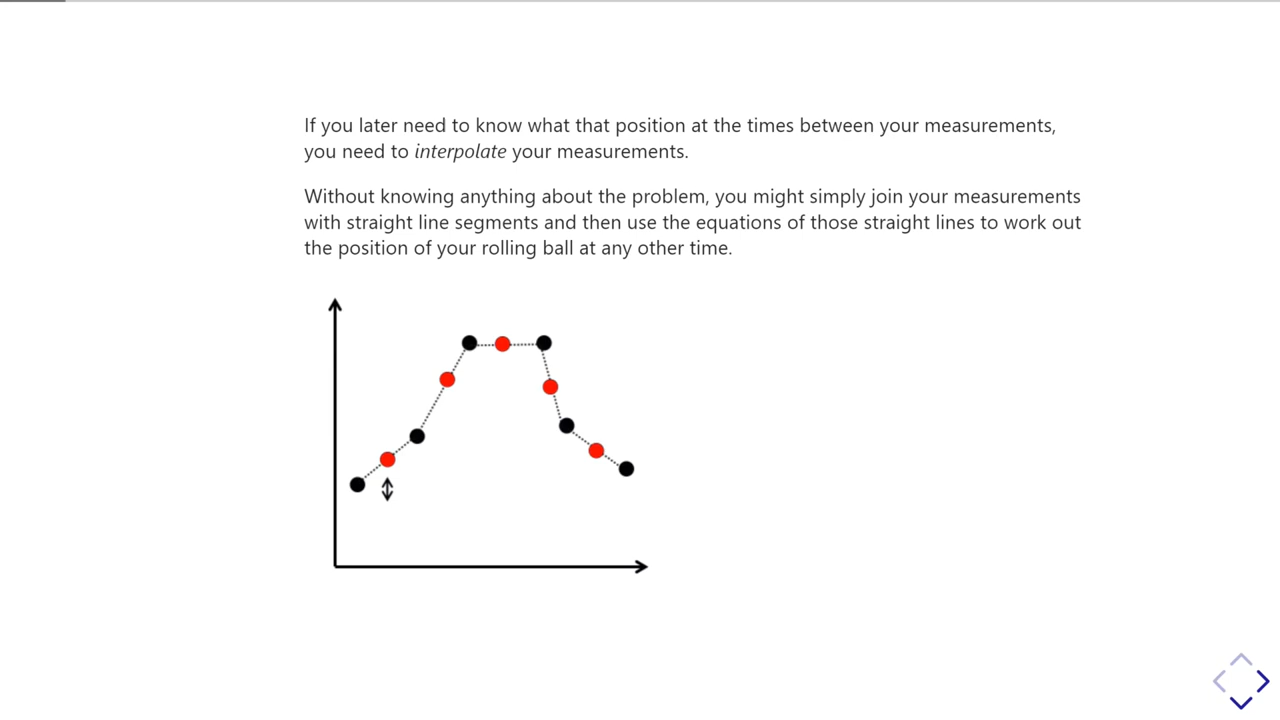 If you later need to know what that position at the times between your measurements,
you need to interpolate your measurements.
Without knowing anything about the problem, you might simply join your measurements
with straight line segments and then use the equations of those straight lines to work out
the position of your rolling ball at any other time.